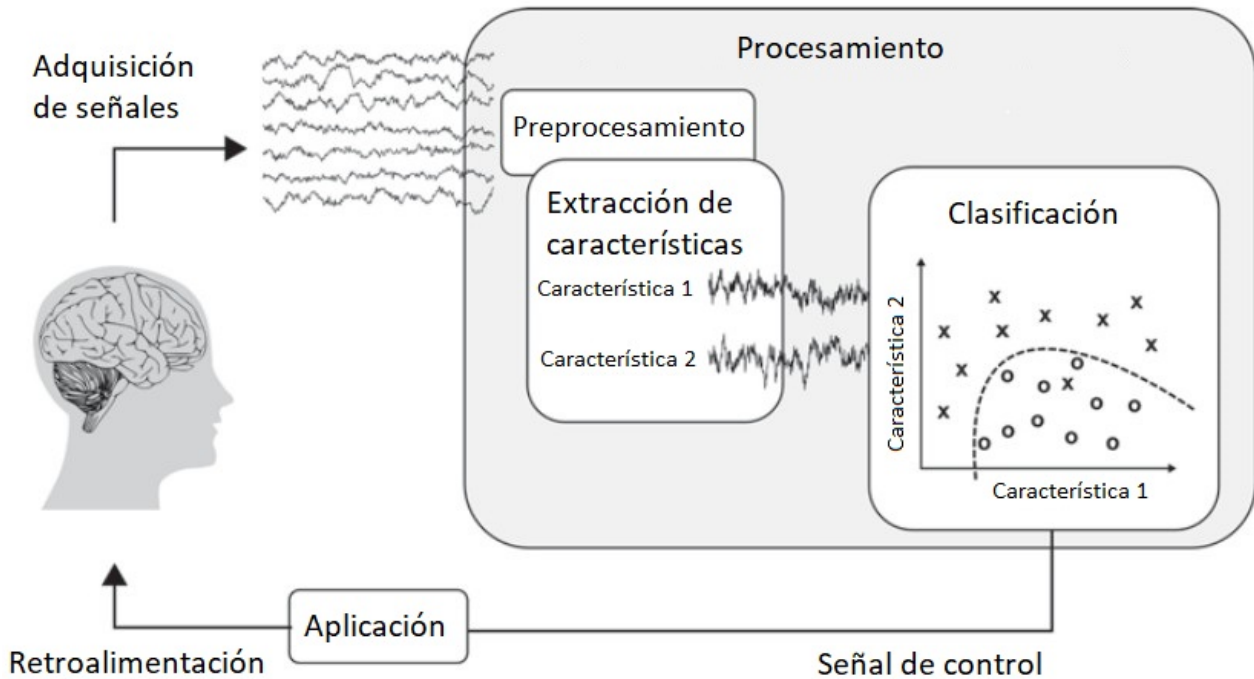 Adquisición
de señales
Procesamiento
Preprocesamiento
Extracción de
características
Característica 1
Característica 2
Clasificación
Característica 2
x x x x x x x x x x x
o o o o o o o o o o o
Característica 1
Aplicación
Retroalimentación
Señal de control